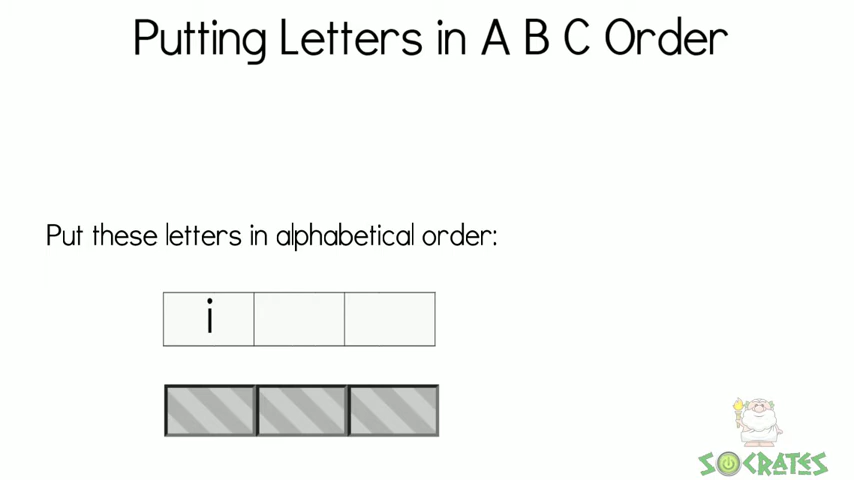 Putting Letters in A B C Order
Put these letters in alphabetical order:
i
SOCRATES